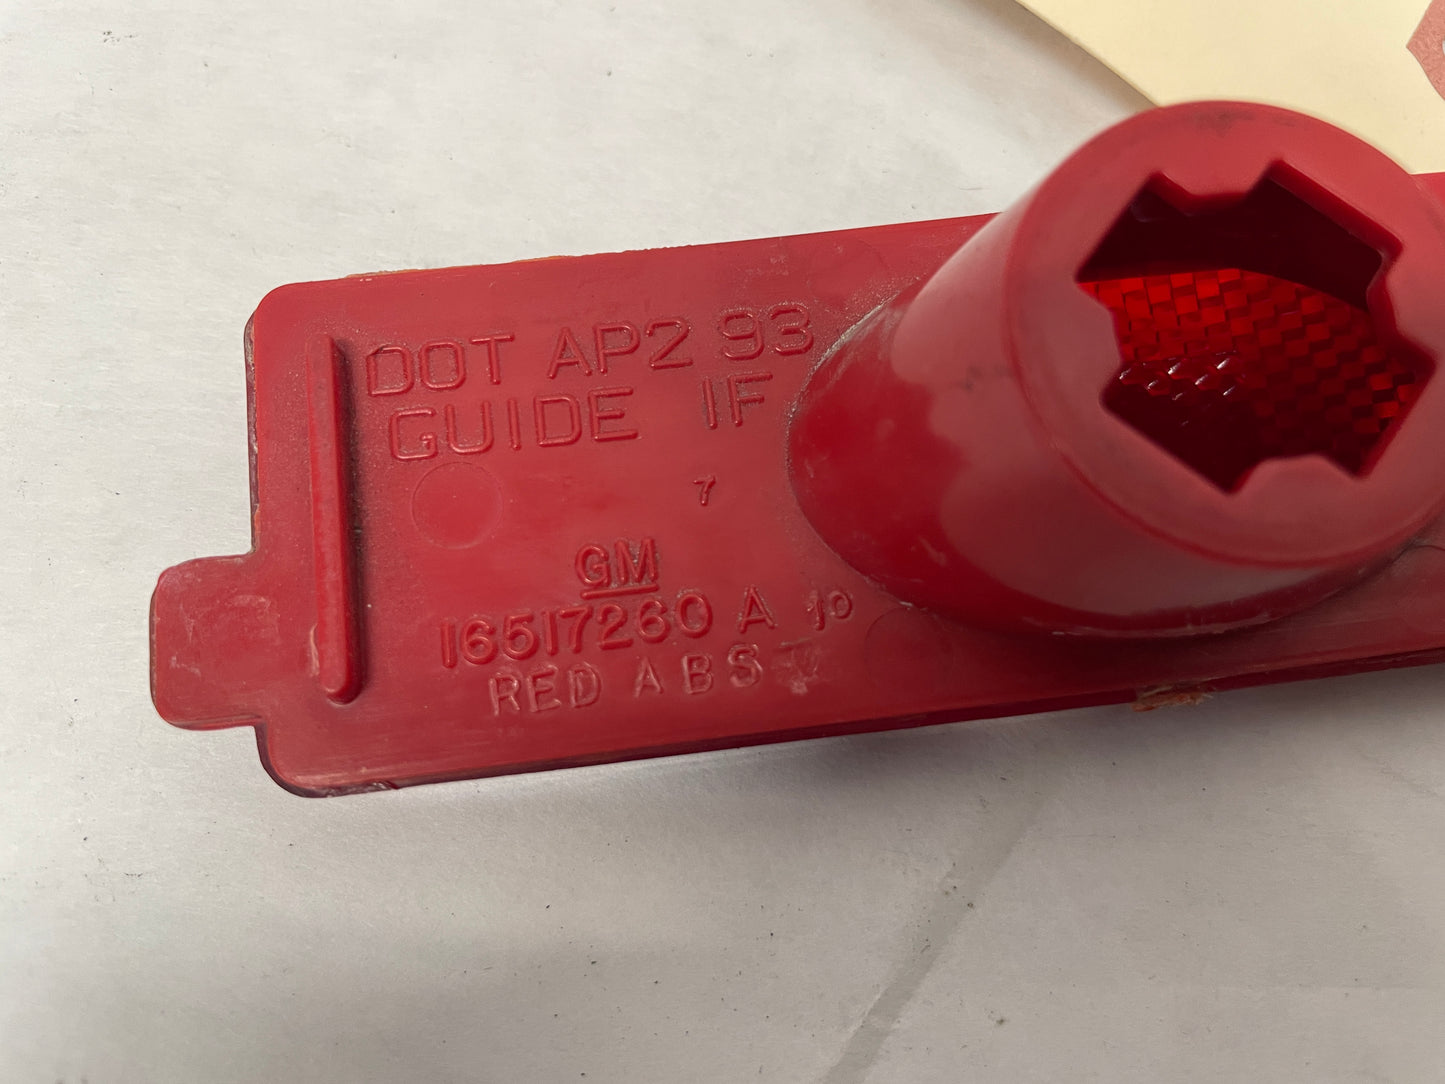 DOT AP2 93
GUIDE IF
7
GM
16517260 A 10
RED ABS